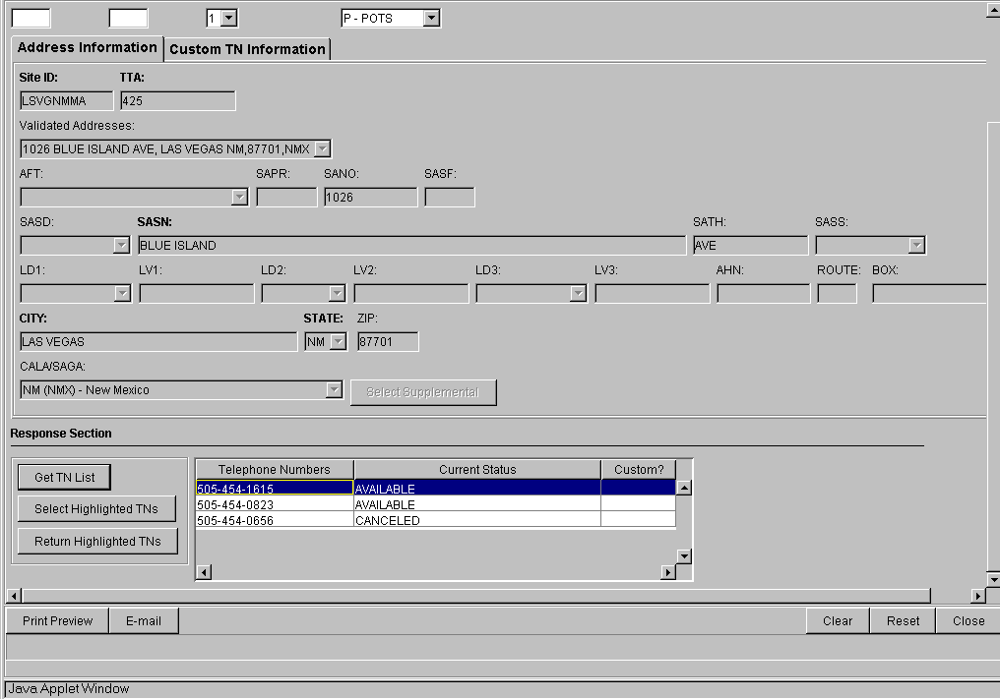 1 P - POTS
Address Information Custom TN Information
Site ID: TTA:
LSVGNMMA 425
Validated Addresses:
1026 BLUE ISLAND AVE, LAS VEGAS NM,87701,NMX
AFT: SAPR: SANO: SASF:
1026
SASD: SASN: SATH: SASS:
BLUE ISLAND AVE
LD1: LV1: LD2: LV2: LD3: LV3: AHN: ROUTE: BOX:
CITY: STATE: ZIP:
LAS VEGAS NM 87701
CALA/SAGA:
NM (NMX) - New Mexico Select Supplemental
Response Section
Get TN List
Select Highlighted TNs
Return Highlighted TNs
Telephone Numbers Current Status Custom?
505-454-1615 AVAILABLE
505-454-0823 AVAILABLE
505-454-0656 CANCELED
Print Preview E-mail Clear Reset Close
Java Applet Window